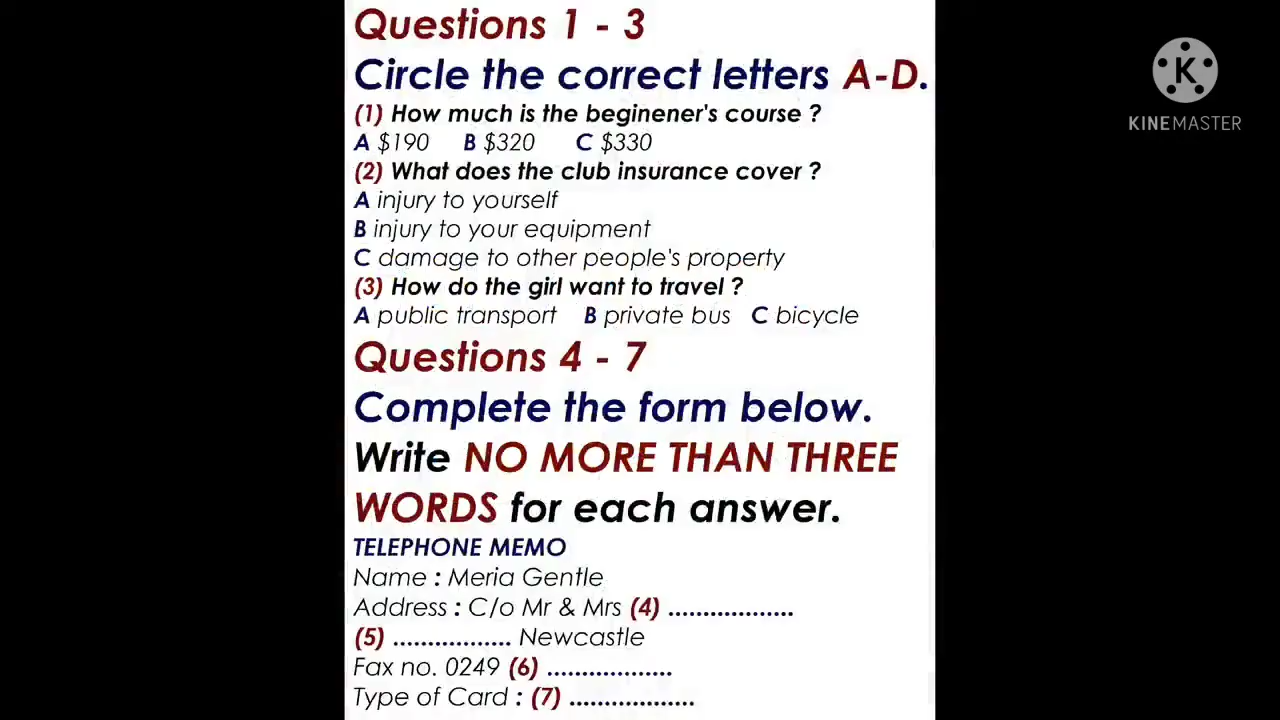 Questions 1 - 3
Circle the correct letters A-D.
(1) How much is the beginener's course ?
A $190 B $320 C $330
(2) What does the club insurance cover ?
A injury to yourself
B injury to your equipment
C damage to other people's property
(3) How do the girl want to travel ?
A public transport B private bus C bicycle
Questions 4 - 7
Complete the form below.
Write NO MORE THAN THREE
WORDS for each answer.
TELEPHONE MEMO
Name : Meria Gentle
Address : C/o Mr & Mrs (4) ..................
(5) ................. Newcastle
Fax no. 0249 (6) ..................
Type of Card : (7) ..................
K
KINEMASTER